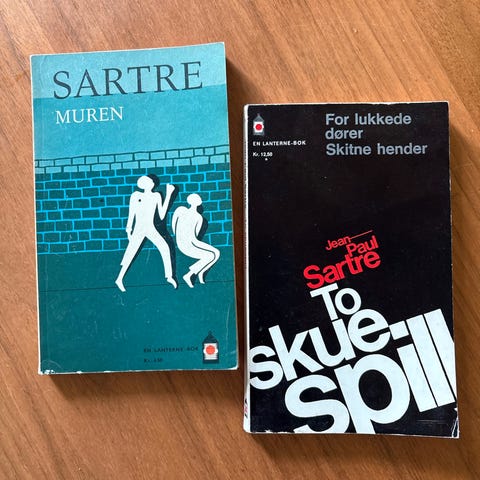 SARTRE
MUREN
EN LANTERNE-BOK
For lukkede
dører
Skitne hender
EN LANTERNE-BOK
Kr. 12,50
Jean-
Paul
Sartre
To
skue-
spill